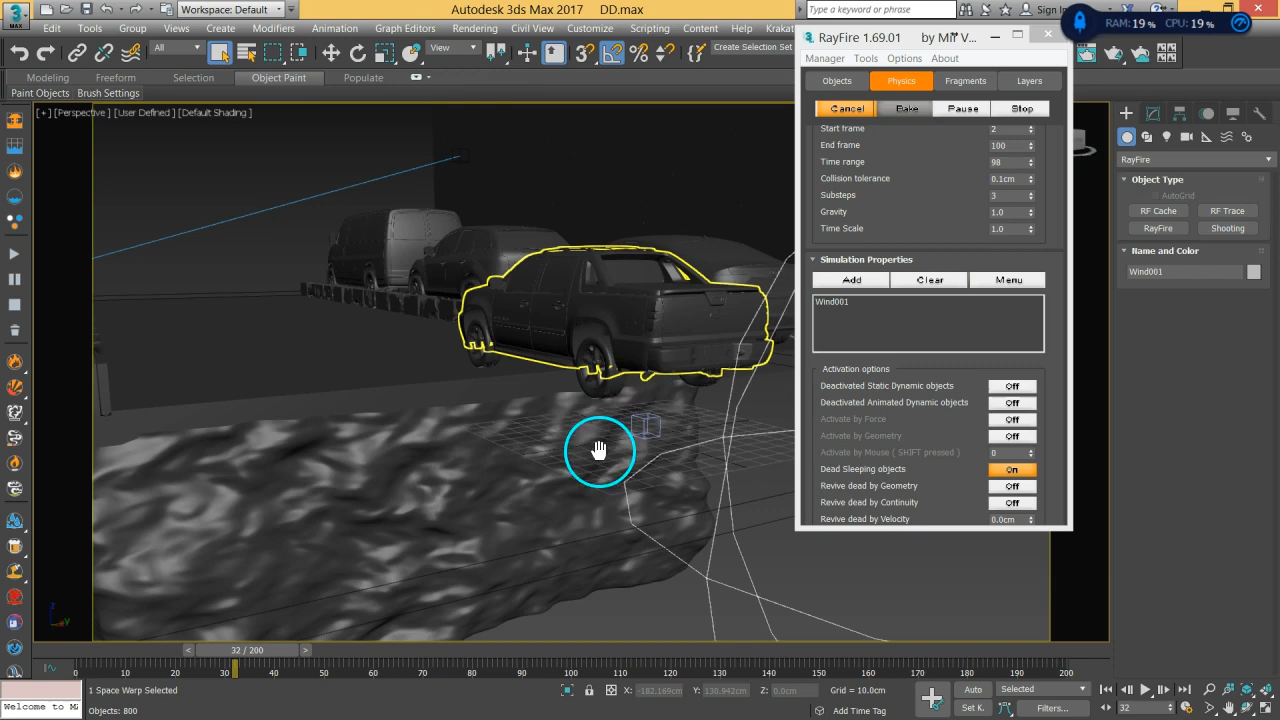 Workspace: Default
Autodesk 3ds Max 2017 DD.max
Type a keyword or phrase
Sign In
RAM: 19 % CPU: 19 %
MAX
Edit Tools Group Views Create Modifiers Animation Graph Editors Rendering Civil View Customize Scripting Content Help
All
View
Create Selection Set
RayFire 1.69.01
Manager Tools Options About
Modeling Freeform Selection Object Paint Populate
Paint Objects Brush Settings
Objects Physics Fragments Layers
[ + ] [Perspective ] [User Defined ] [Default Shading ]
Cancel Bake Pause Stop
Start frame 2
End frame 100
Time range 98
Collision tolerance 0.1cm
Substeps 3
Gravity 1.0
Time Scale 1.0
Simulation Properties
Add Clear Menu
Wind001
Activation options
Deactivated Static Dynamic objects Off
Deactivated Animated Dynamic objects Off
Activate by Force Off
Activate by Geometry Off
Activate by Mouse ( SHIFT pressed ) 0
Dead Sleeping objects On
Revive dead by Geometry Off
Revive dead by Continuity Off
Revive dead by Velocity 0.0cm
RayFire
Object Type
AutoGrid
RF Cache RF Trace
RayFire Shooting
Name and Color
Wind001
z
y
< 32 / 200 >
0 10 20 30 40 50 60 70 80 90 100 110 120 130 140 150 160 170 180 190 200
1 Space Warp Selected
X: -182.169cm Y: 130.942cm Z: 0.0cm Grid = 10.0cm
Auto Selected
Welcome to
Objects: 800
Add Time Tag
Set K. Filters...
32